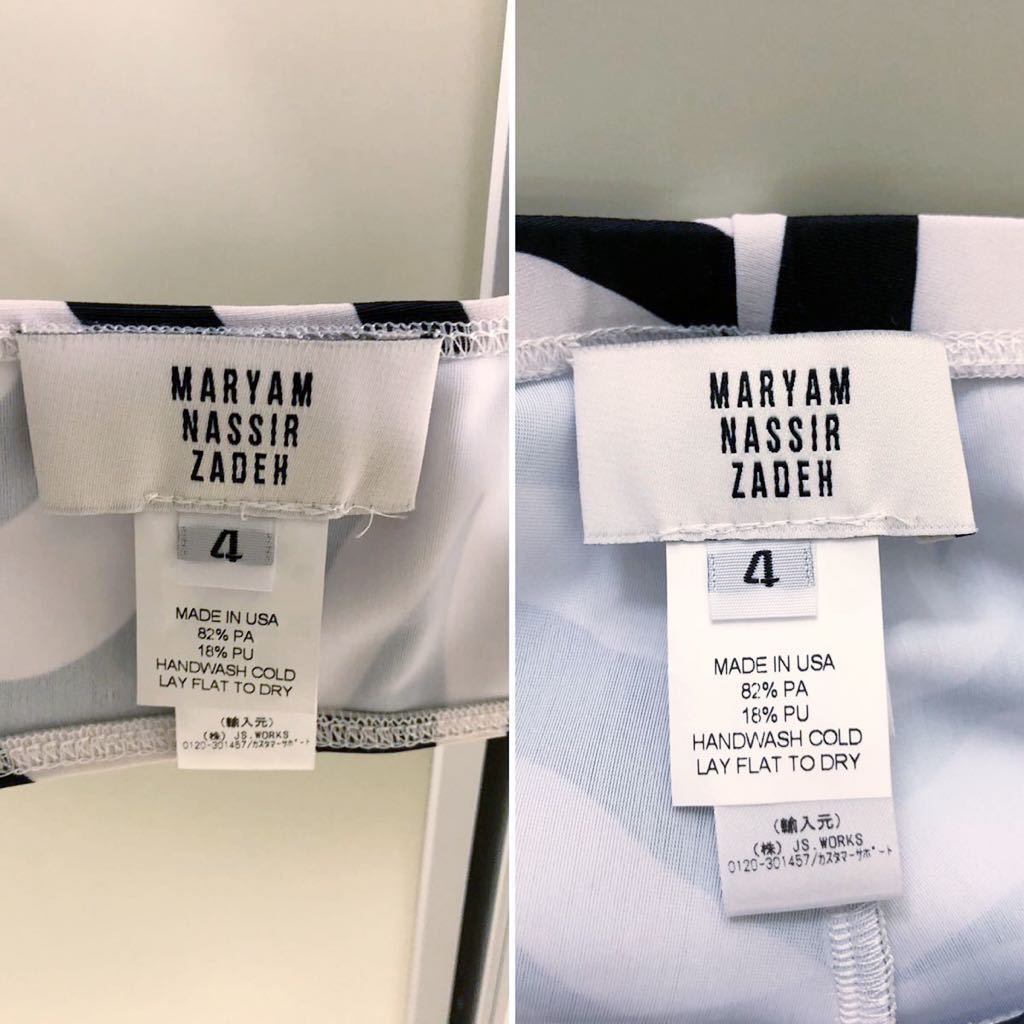 MARYAM
NASSIR
ZADEH
4
MADE IN USA
82% PA
18% PU
HANDWASH COLD
LAY FLAT TO DRY
(輸入元)
(株) JS.WORKS
0120-301457/カスタマーサポート
MARYAM
NASSIR
ZADEH
4
MADE IN USA
82% PA
18% PU
HANDWASH COLD
LAY FLAT TO DRY
(輸入元)
(株) JS.WORKS
0120-301457/カスタマーサポート